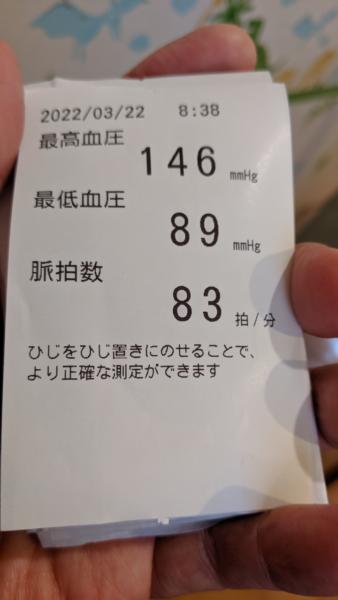 2022/03/22 8:38
最高血圧
146 mmHg
最低血圧
89 mmHg
脈拍数
83 拍/分
ひじをひじ置きにのせることで、
より正確な測定ができます